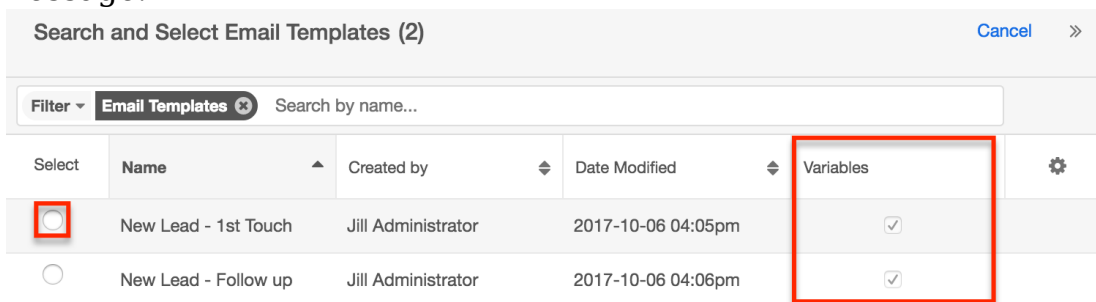 Search and Select Email Templates (2) Cancel »
Filter Email Templates Search by name...
Select Name Created by Date Modified Variables
New Lead - 1st Touch Jill Administrator 2017-10-06 04:05pm
New Lead - Follow up Jill Administrator 2017-10-06 04:06pm